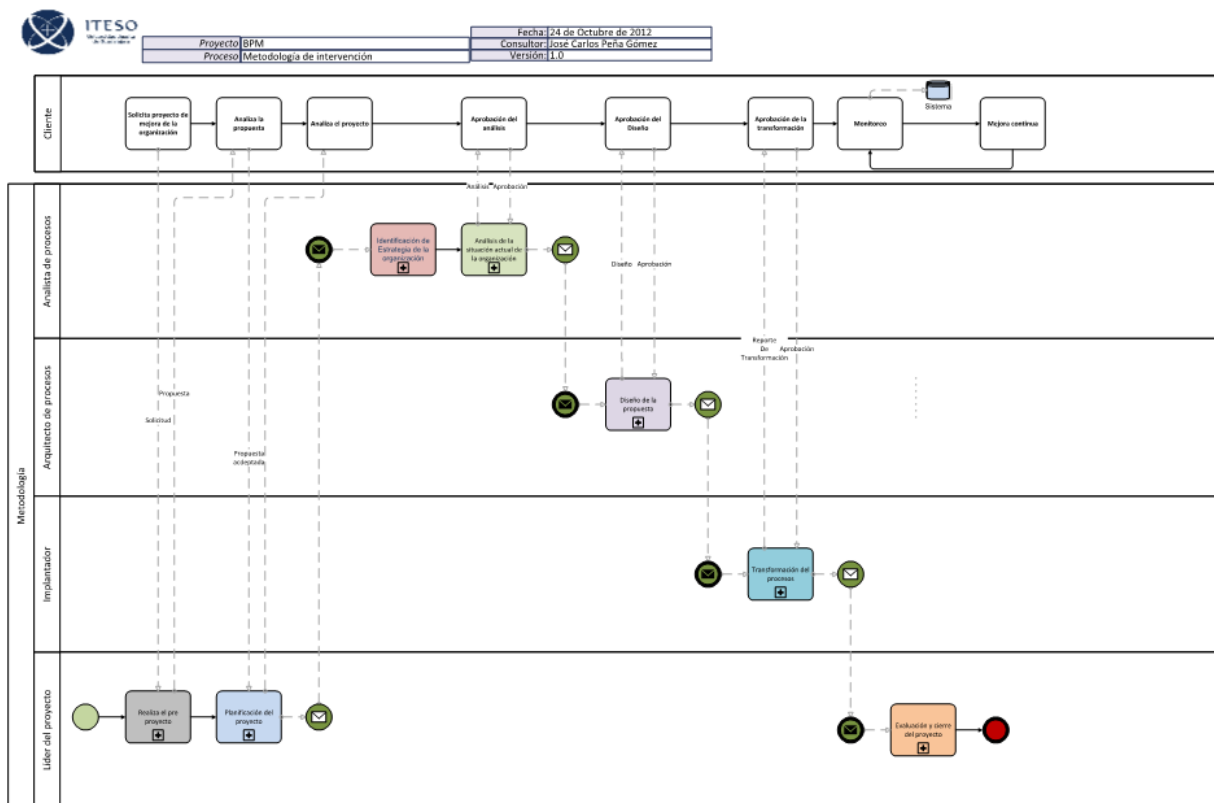 ITESO
Universidad Jesuita
de Guadalajara
Proyecto BPM
Proceso Metodología de intervención
Fecha: 24 de Octubre de 2012
Consultor: José Carlos Peña Gómez
Versión: 1.0
Cliente
Solicita proyecto de
mejora de la
organización
Analiza la
propuesta
Analiza el proyecto
Aprobación del
análisis
Aprobación del
Diseño
Aprobación de la
transformación
Monitoreo
Sistema
Mejora continua
Metodología
Analista de procesos
Análisis Aprobación
Identificación de
Estrategia de la
organización
Análisis de la
situación actual de
la organización
Diseño Aprobación
Arquitecto de procesos
Propuesta
Solicitud
Propuesta
aceptada
Diseño de la
propuesta
Reporte
De
Transformación
Aprobación
Implantador
Transformación del
procesos
Líder del proyecto
Realiza el pre
proyecto
Planificación del
proyecto
Evaluación y cierre
del proyecto